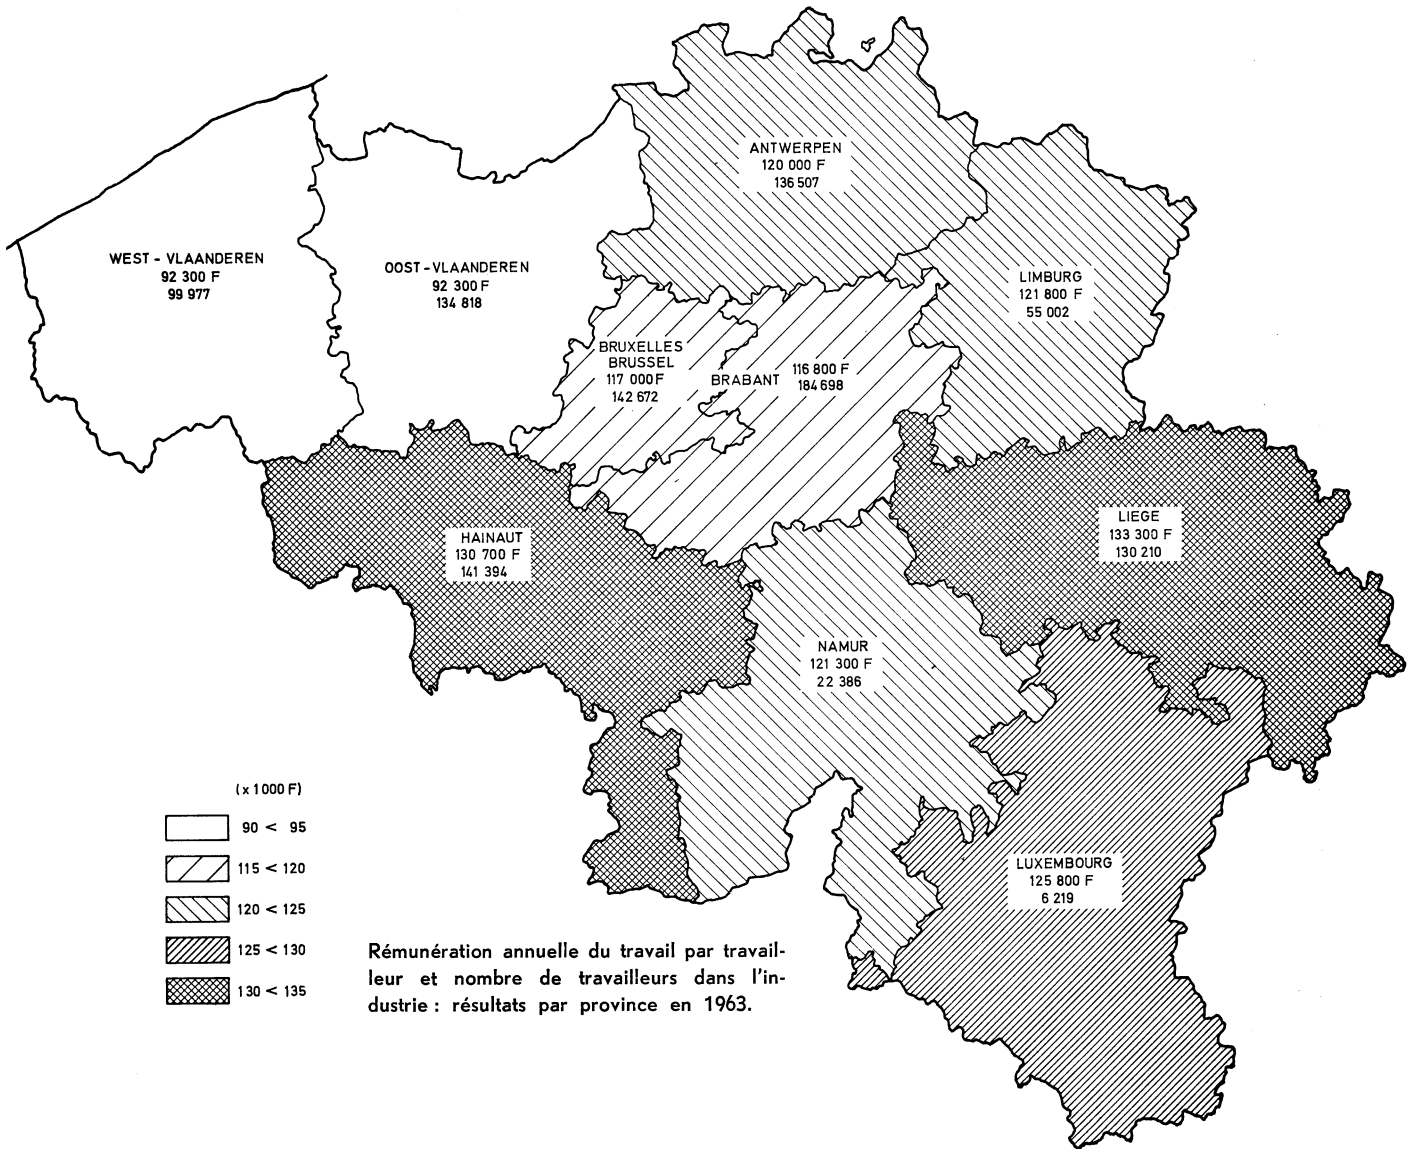 ANTWERPEN
120 000 F
136 507
WEST - VLAANDEREN
92 300 F
99 977
OOST - VLAANDEREN
92 300 F
134 818
LIMBURG
121 800 F
55 002
BRUXELLES
BRUSSEL
117 000 F
142 672
BRABANT
116 800 F
184 698
HAINAUT
130 700 F
141 394
LIEGE
133 300 F
130 210
NAMUR
121 300 F
22 386
LUXEMBOURG
125 800 F
6 219
(x 1000 F)
90 < 95
115 < 120
120 < 125
125 < 130
130 < 135
Rémunération annuelle du travail par travail-
leur et nombre de travailleurs dans l'in-
dustrie : résultats par province en 1963.